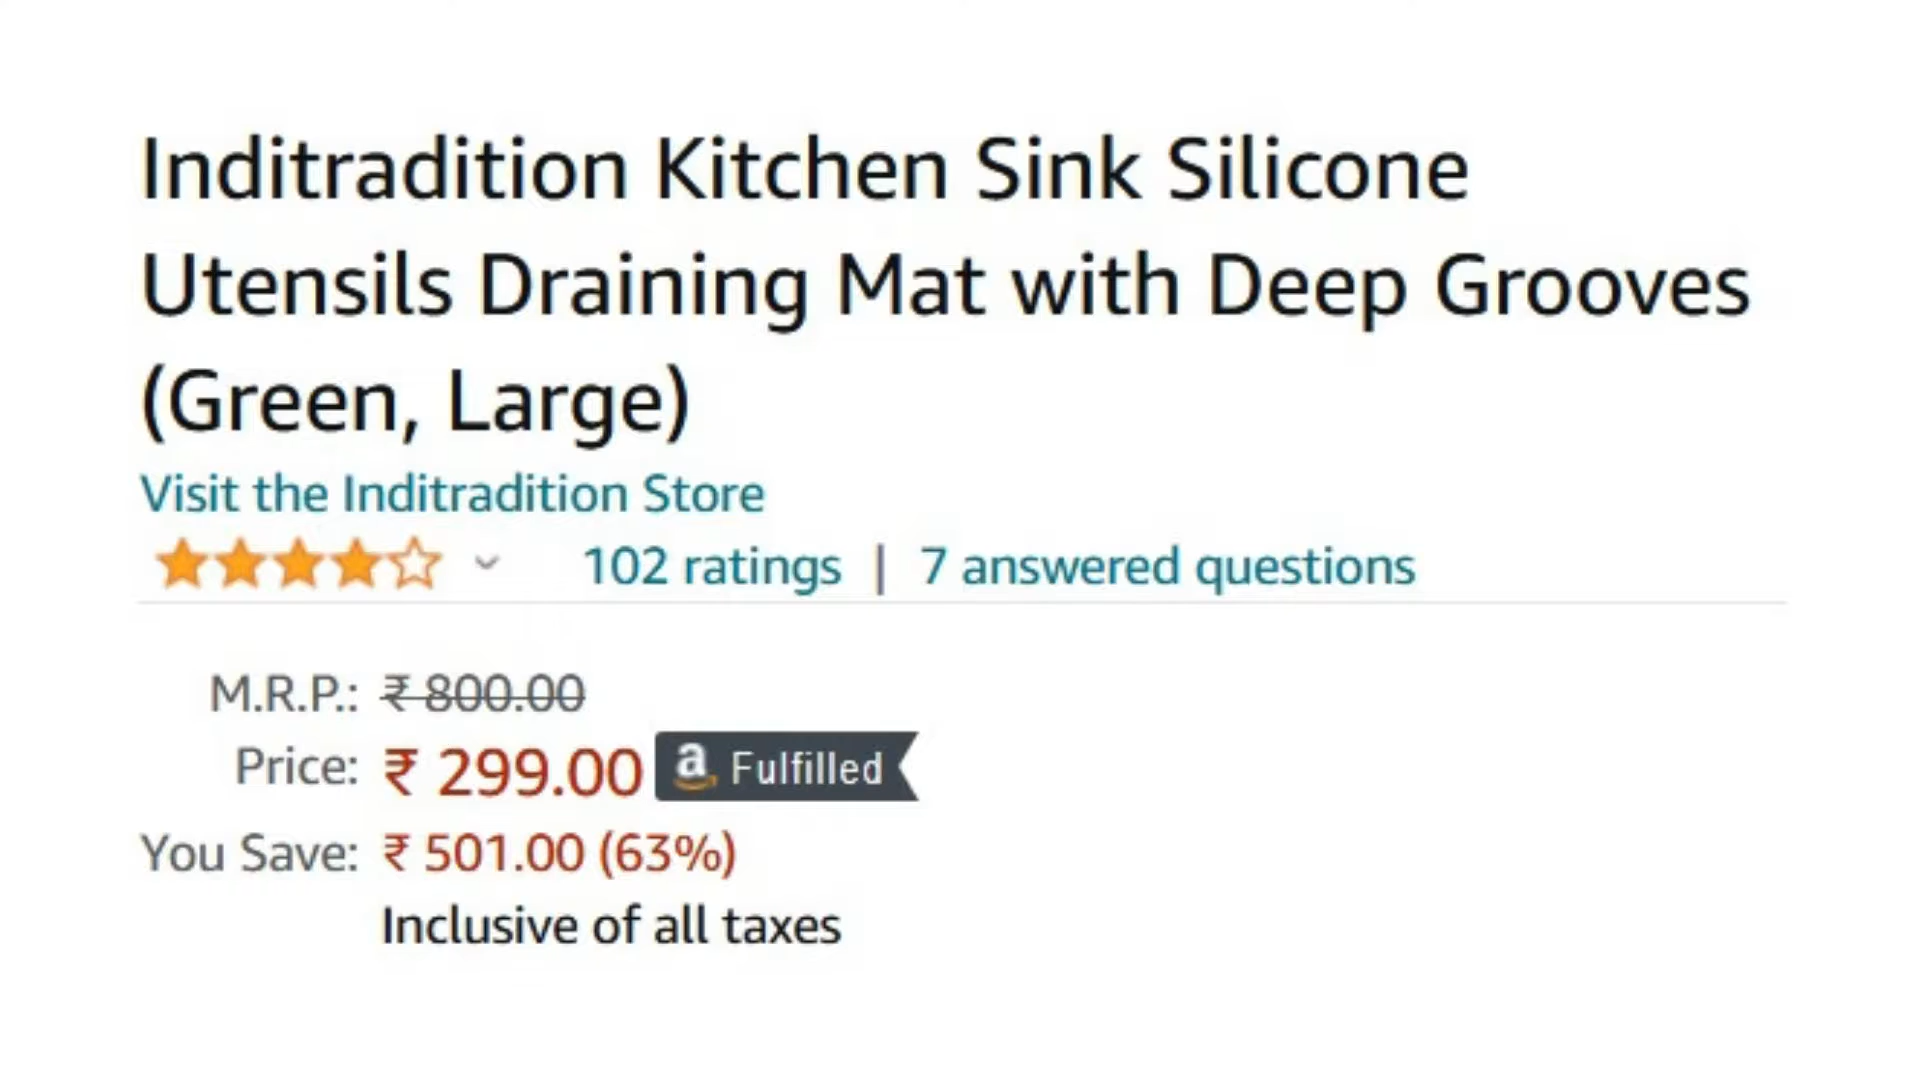 Inditradition Kitchen Sink Silicone
Utensils Draining Mat with Deep Grooves
(Green, Large)
Visit the Inditradition Store
102 ratings | 7 answered questions
M.R.P.: ₹ 800.00
Price: ₹ 299.00 a Fulfilled
You Save: ₹ 501.00 (63%)
Inclusive of all taxes